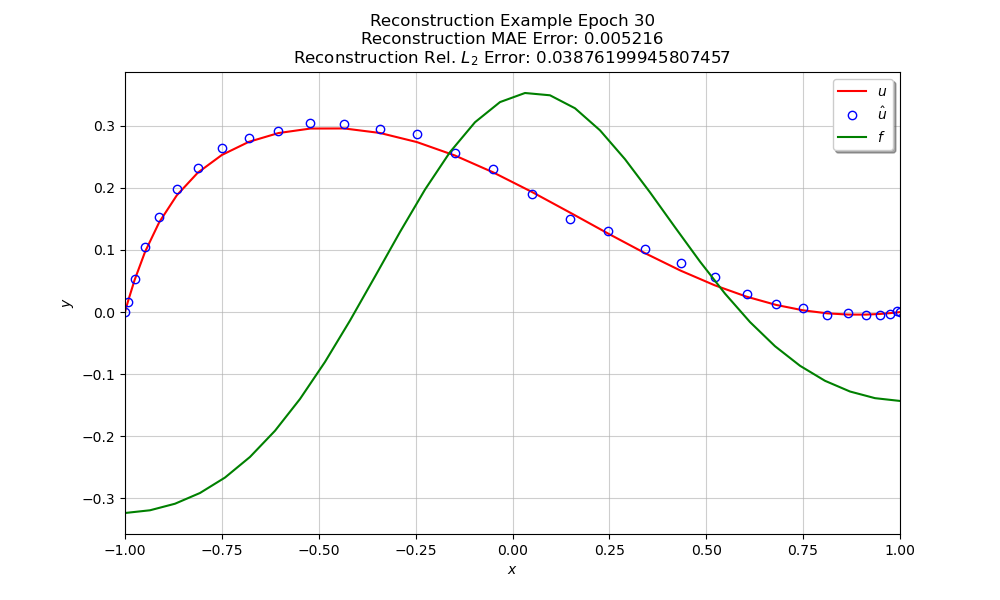 Reconstruction Example Epoch 30
Reconstruction MAE Error: 0.005216
Reconstruction Rel. L₂ Error: 0.03876199945807457
u
û
f
0.3
0.2
0.1
0.0
−0.1
−0.2
−0.3
y
−1.00 −0.75 −0.50 −0.25 0.00 0.25 0.50 0.75 1.00
x